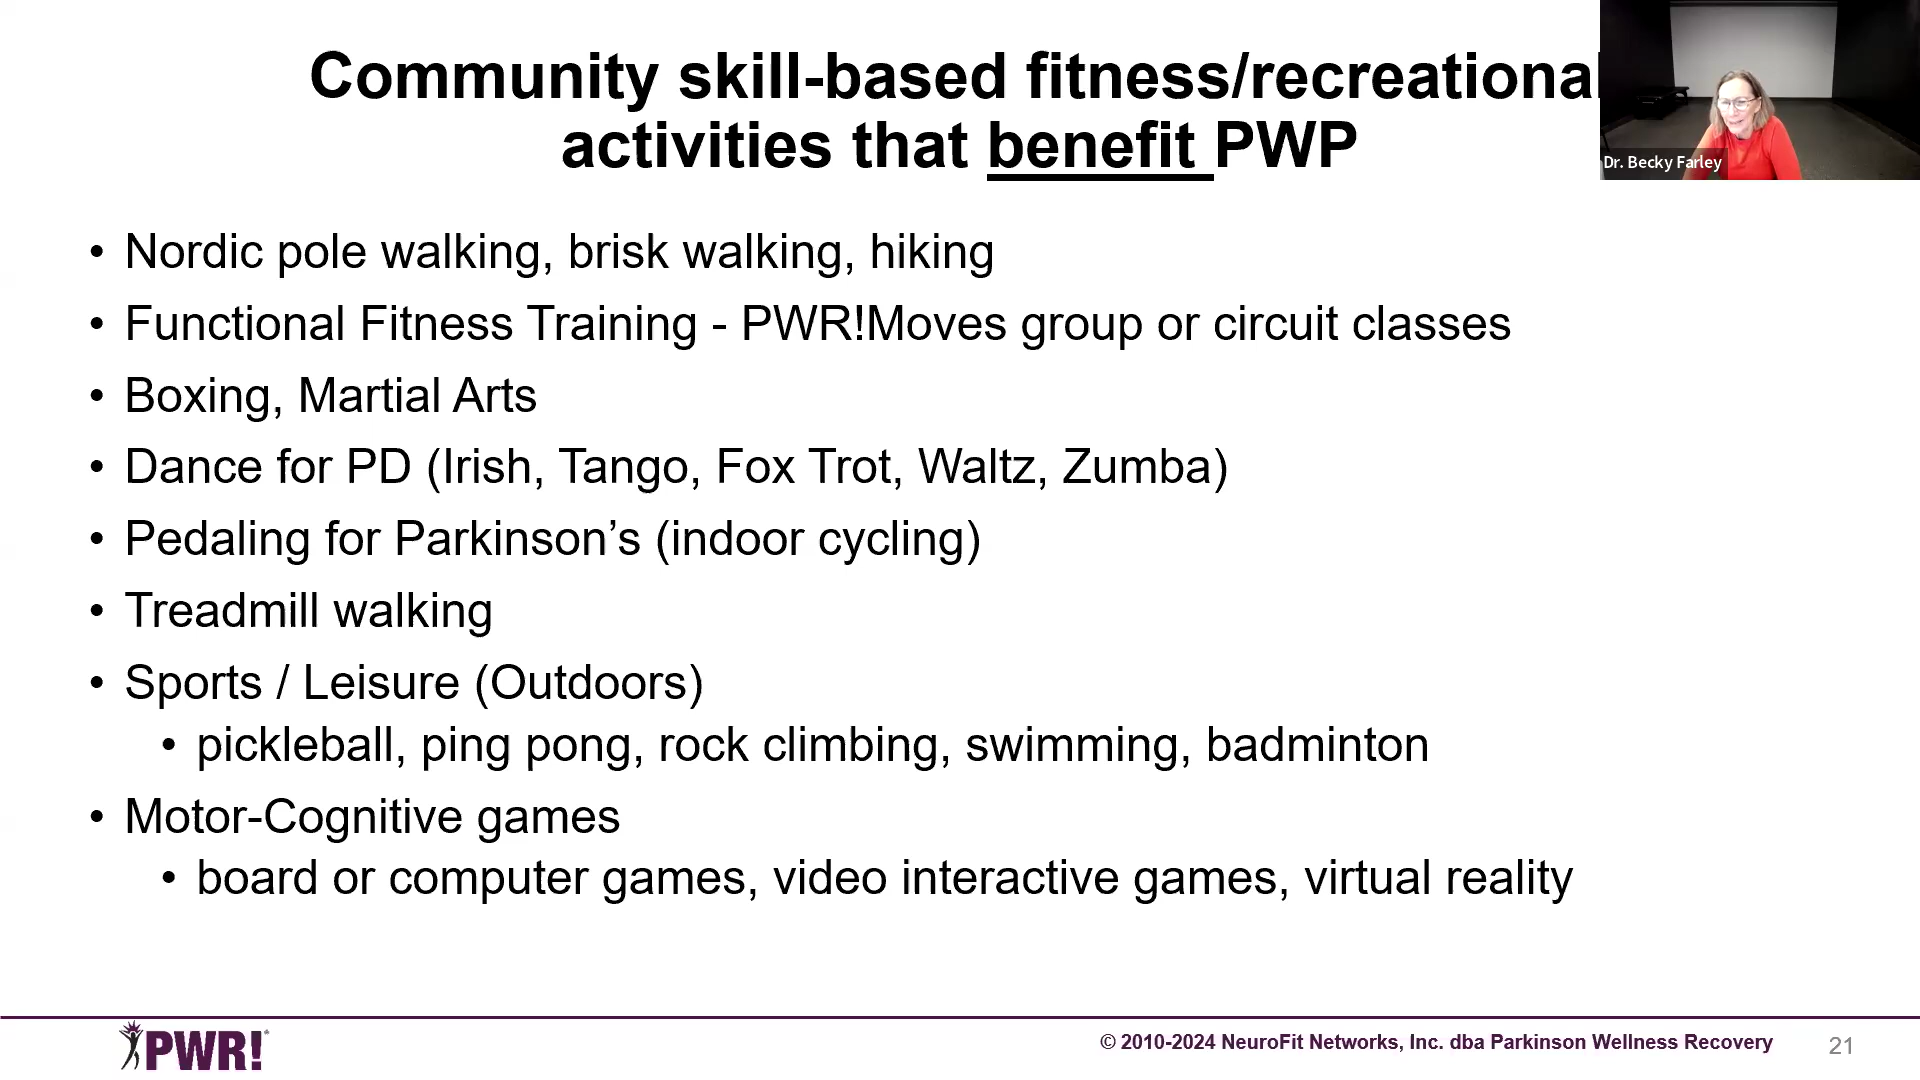 Community skill-based fitness/recreational
activities that benefit PWP
Dr. Becky Farley
• Nordic pole walking, brisk walking, hiking
• Functional Fitness Training - PWR!Moves group or circuit classes
• Boxing, Martial Arts
• Dance for PD (Irish, Tango, Fox Trot, Waltz, Zumba)
• Pedaling for Parkinson’s (indoor cycling)
• Treadmill walking
• Sports / Leisure (Outdoors)
• pickleball, ping pong, rock climbing, swimming, badminton
• Motor-Cognitive games
• board or computer games, video interactive games, virtual reality
PWR!®
© 2010-2024 NeuroFit Networks, Inc. dba Parkinson Wellness Recovery
21